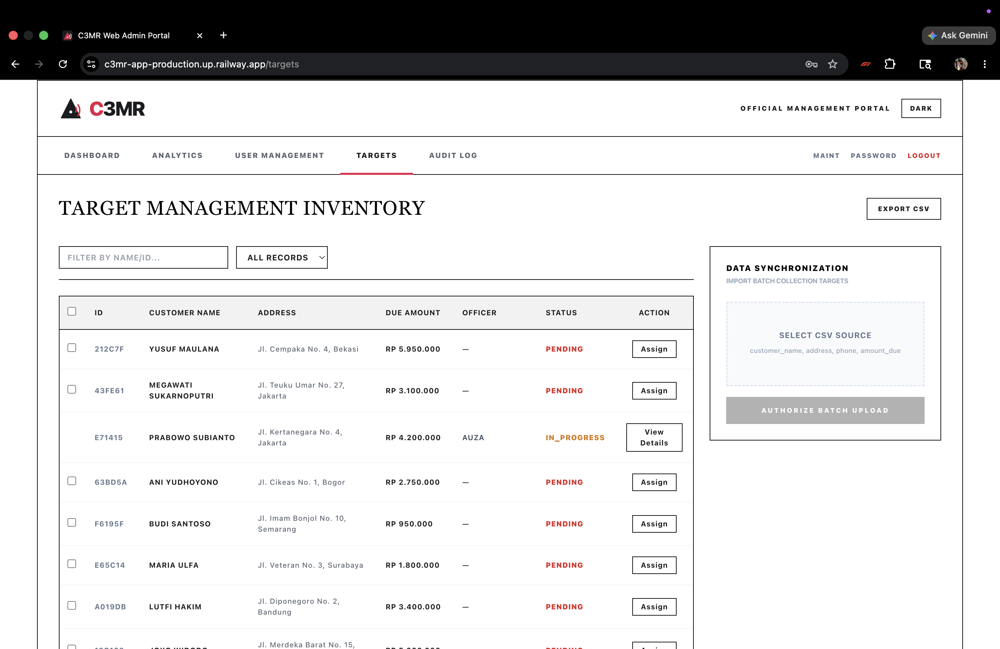 C3MR Web Admin Portal
Ask Gemini
c3mr-app-production.up.railway.app/targets
C3MR
OFFICIAL MANAGEMENT PORTAL
DARK
DASHBOARD
ANALYTICS
USER MANAGEMENT
TARGETS
AUDIT LOG
MAINT
PASSWORD
LOGOUT
TARGET MANAGEMENT INVENTORY
EXPORT CSV
FILTER BY NAME/ID...
ALL RECORDS
ID CUSTOMER NAME ADDRESS DUE AMOUNT OFFICER STATUS ACTION
212C7F YUSUF MAULANA Jl. Cempaka No. 4, Bekasi RP 5.950.000 — PENDING Assign
43FE61 MEGAWATI SUKARNOPUTRI Jl. Teuku Umar No. 27, Jakarta RP 3.100.000 — PENDING Assign
E71415 PRABOWO SUBIANTO Jl. Kertanegara No. 4, Jakarta RP 4.200.000 AUZA IN_PROGRESS View Details
63BD5A ANI YUDHOYONO Jl. Cikeas No. 1, Bogor RP 2.750.000 — PENDING Assign
F6195F BUDI SANTOSO Jl. Imam Bonjol No. 10, Semarang RP 950.000 — PENDING Assign
E65C14 MARIA ULFA Jl. Veteran No. 3, Surabaya RP 1.800.000 — PENDING Assign
A019DB LUTFI HAKIM Jl. Diponegoro No. 2, Bandung RP 3.400.000 — PENDING Assign
JOKO WIDODO Jl. Merdeka Barat No. 15, PENDING
DATA SYNCHRONIZATION
IMPORT BATCH COLLECTION TARGETS
SELECT CSV SOURCE
customer_name, address, phone, amount_due
AUTHORIZE BATCH UPLOAD